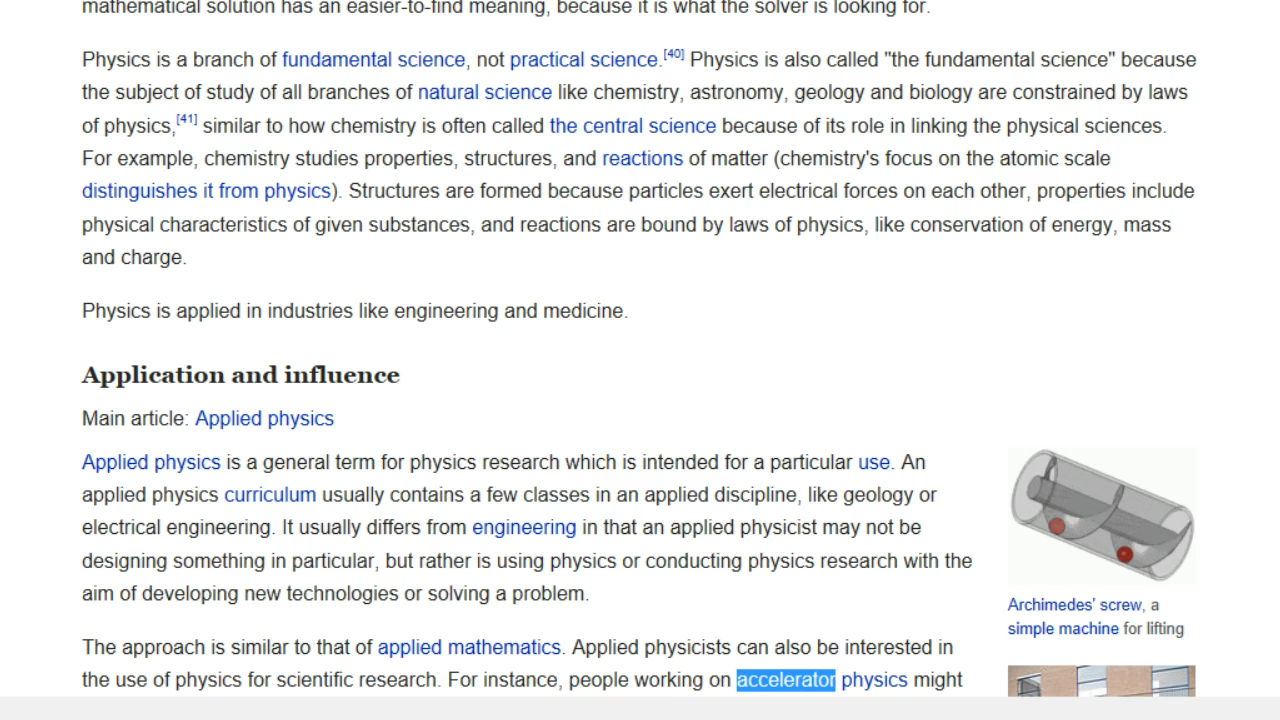 mathematical solution has an easier-to-find meaning, because it is what the solver is looking for.
Physics is a branch of fundamental science, not practical science.[40] Physics is also called "the fundamental science" because
the subject of study of all branches of natural science like chemistry, astronomy, geology and biology are constrained by laws
of physics,[41] similar to how chemistry is often called the central science because of its role in linking the physical sciences.
For example, chemistry studies properties, structures, and reactions of matter (chemistry's focus on the atomic scale
distinguishes it from physics). Structures are formed because particles exert electrical forces on each other, properties include
physical characteristics of given substances, and reactions are bound by laws of physics, like conservation of energy, mass
and charge.
Physics is applied in industries like engineering and medicine.
Application and influence
Main article: Applied physics
Applied physics is a general term for physics research which is intended for a particular use. An
applied physics curriculum usually contains a few classes in an applied discipline, like geology or
electrical engineering. It usually differs from engineering in that an applied physicist may not be
designing something in particular, but rather is using physics or conducting physics research with the
aim of developing new technologies or solving a problem.
The approach is similar to that of applied mathematics. Applied physicists can also be interested in
the use of physics for scientific research. For instance, people working on accelerator physics might
Archimedes' screw, a
simple machine for lifting